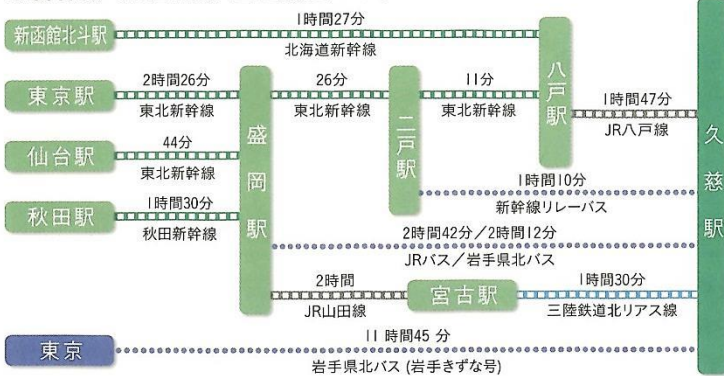 新函館北斗駅
1時間27分
北海道新幹線
東京駅
2時間26分
東北新幹線
盛岡駅
26分
東北新幹線
二戸駅
11分
東北新幹線
八戸駅
1時間47分
JR八戸線
久慈駅
仙台駅
44分
東北新幹線
1時間10分
新幹線リレーバス
秋田駅
1時間30分
秋田新幹線
2時間42分/2時間12分
JRバス/岩手県北バス
2時間
JR山田線
宮古駅
1時間30分
三陸鉄道北リアス線
東京
11時間45分
岩手県北バス (岩手きずな号)